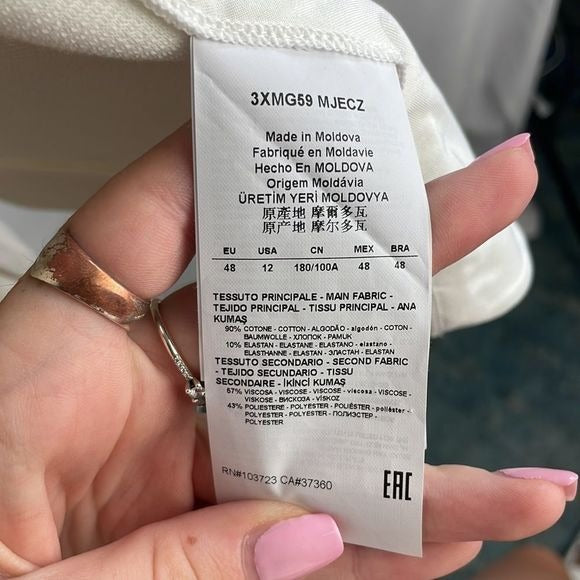 3XMG59 MJECZ
Made in Moldova
Fabriqué en Moldavie
Hecho En MOLDOVA
Origem Moldávia
ÜRETİM YERİ MOLDOVYA
原產地 摩爾多瓦
原产地 摩尔多瓦
EU USA CN MEX BRA
48 12 180/100A 48 48
TESSUTO PRINCIPALE - MAIN FABRIC -
TEJIDO PRINCIPAL - TISSU PRINCIPAL - ANA
KUMAŞ
90% COTONE - COTTON - ALGODÃO - algodón - COTON -
BAUMWOLLE - ХЛОПОК - PAMUK
10% ELASTAN - ELASTANE - ELASTANO - elastano -
ELASTHANNE - ELASTHAN - ЭЛАСТАН - ELASTAN
TESSUTO SECONDARIO - SECOND FABRIC
- TEJIDO SECUNDARIO - TISSU
SECONDAIRE - İKİNCİ KUMAŞ
57% VISCOSA - VISCOSE - VISCOSE - viscosa - VISCOSE -
VISKOSE - ВИСКОЗА - VİSKOZ
43% POLIESTERE - POLYESTER - POLIÉSTER - poliéster -
POLYESTER - POLYESTER - ПОЛИЭСТЕР -
POLYESTER
RN#103723 CA#37360
EAC